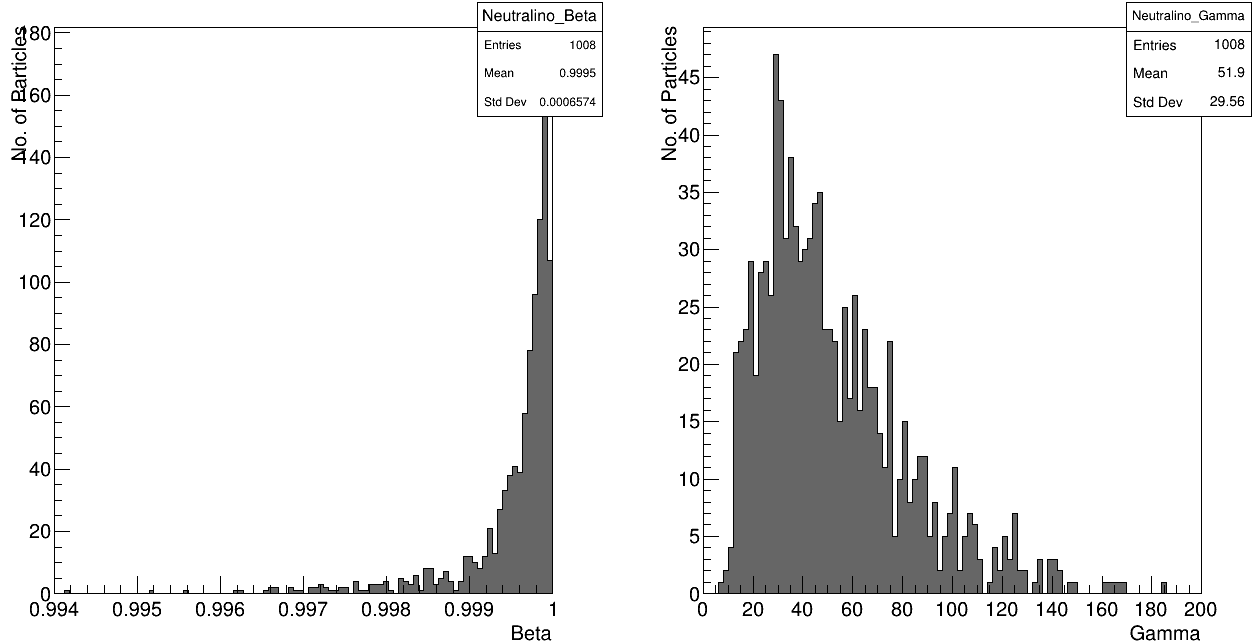 Neutralino_Beta
Entries 1008
Mean 0.9995
Std Dev 0.0006574
No. of Particles
180
160
140
120
100
80
60
40
20
0
0.994 0.995 0.996 0.997 0.998 0.999 1
Beta
Neutralino_Gamma
Entries 1008
Mean 51.9
Std Dev 29.56
No. of Particles
45
40
35
30
25
20
15
10
5
0
0 20 40 60 80 100 120 140 160 180 200
Gamma